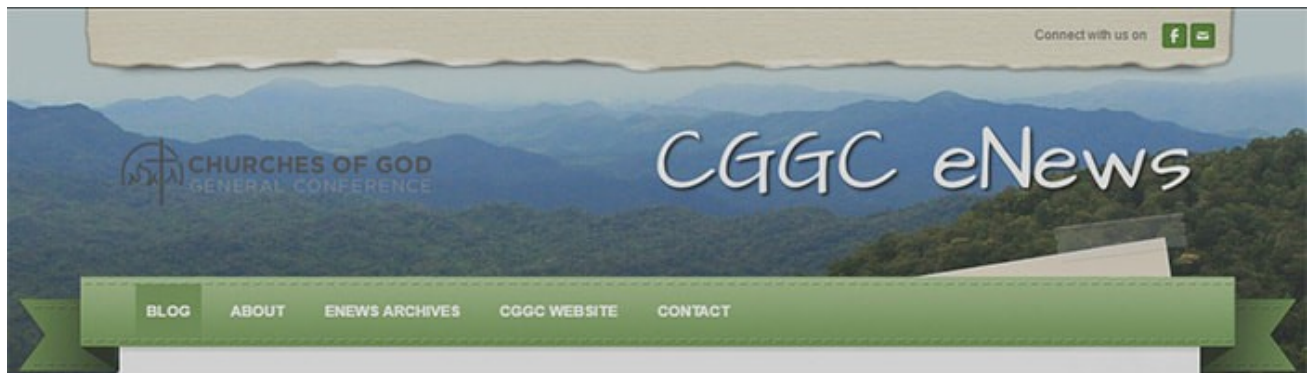 Connect with us on
CHURCHES OF GOD
GENERAL CONFERENCE
CGGC eNews
BLOG ABOUT ENEWS ARCHIVES CGGC WEBSITE CONTACT